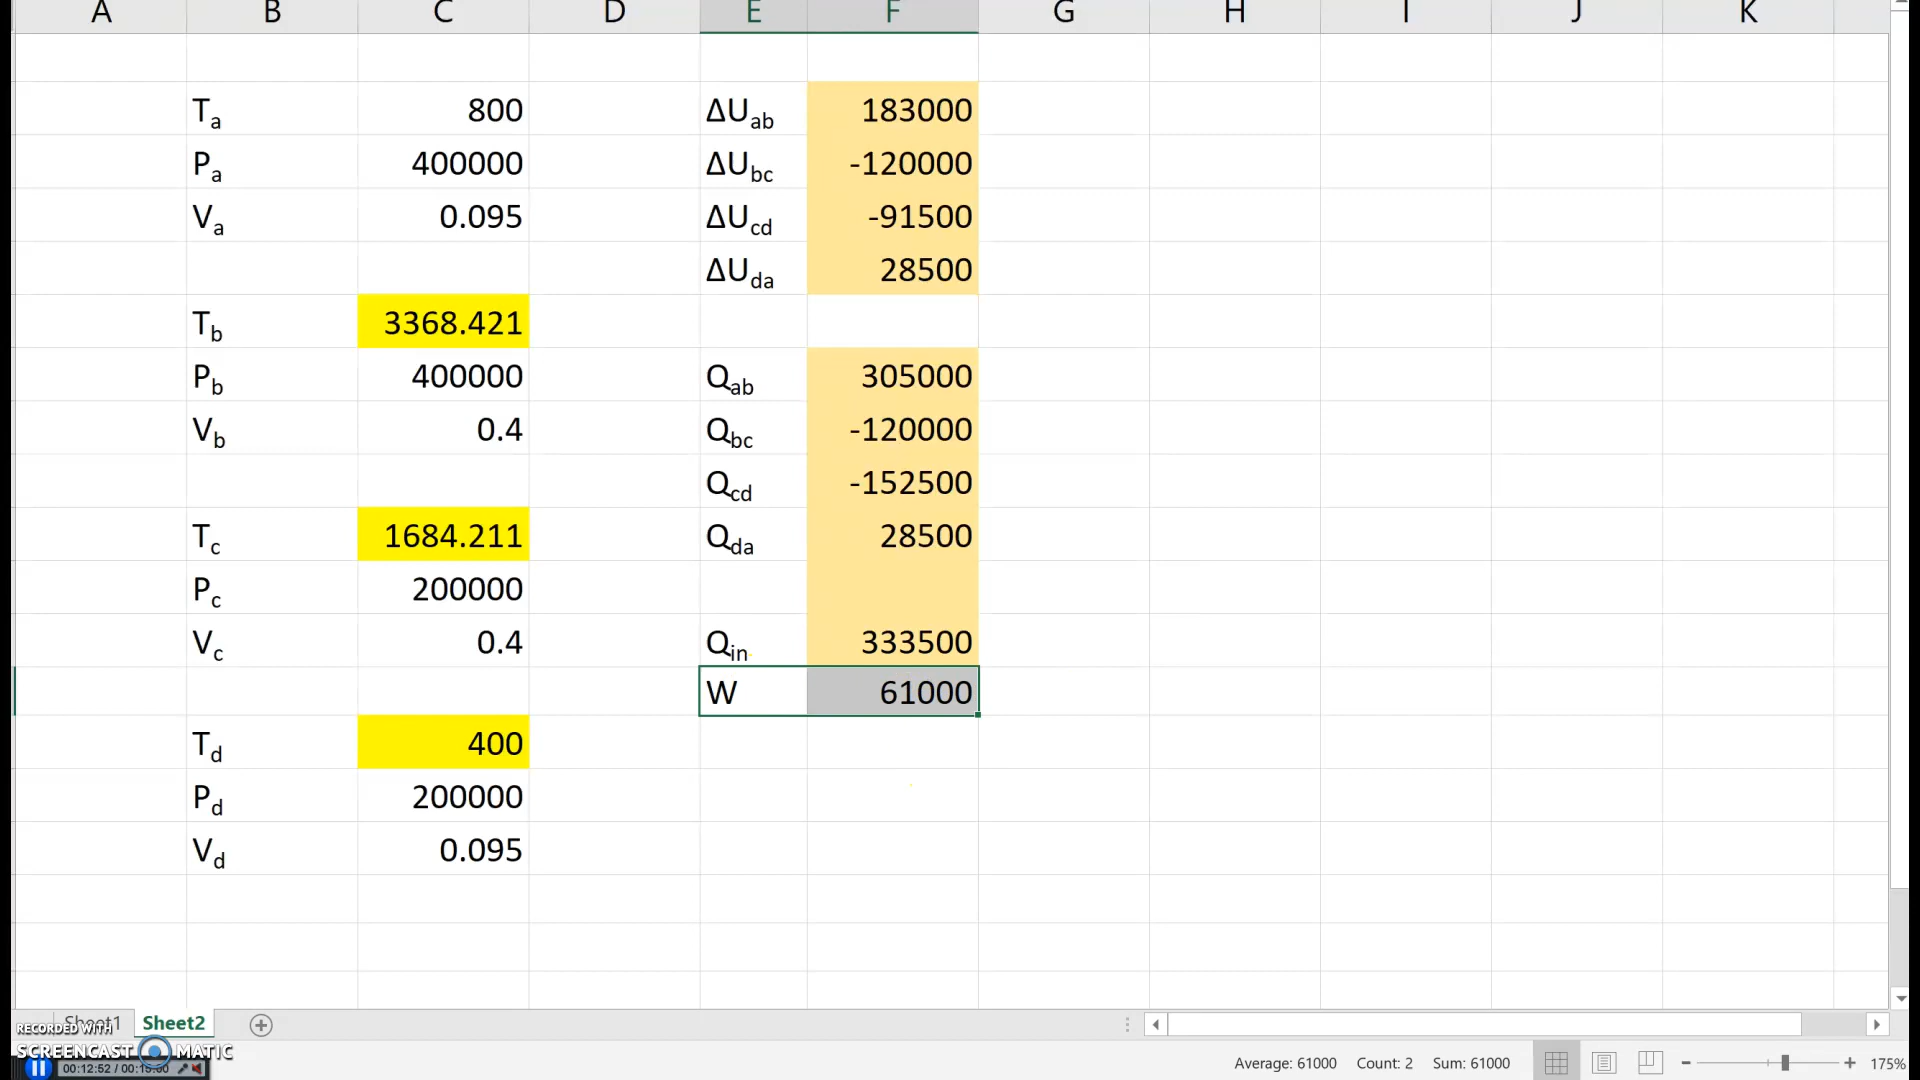 A B C D E F G H I J K
Ta 800 ΔUab 183000
Pa 400000 ΔUbc -120000
Va 0.095 ΔUcd -91500
ΔUda 28500
Tb 3368.421
Pb 400000 Qab 305000
Vb 0.4 Qbc -120000
Qcd -152500
Tc 1684.211 Qda 28500
Pc 200000
Vc 0.4 Qin 333500
W 61000
Td 400
Pd 200000
Vd 0.095
Sheet1 Sheet2
RECORDED WITH
SCREENCAST MATIC
Average: 61000 Count: 2 Sum: 61000 175%
00:12:52 / 00:15:00